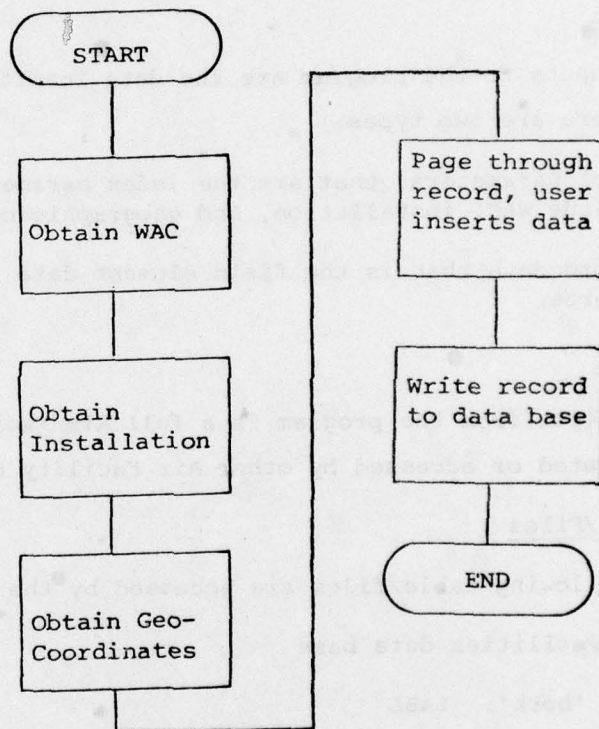 START
Obtain WAC
Obtain
Installation
Obtain Geo-
Coordinates
Page through
record, user
inserts data
Write record
to data base
END